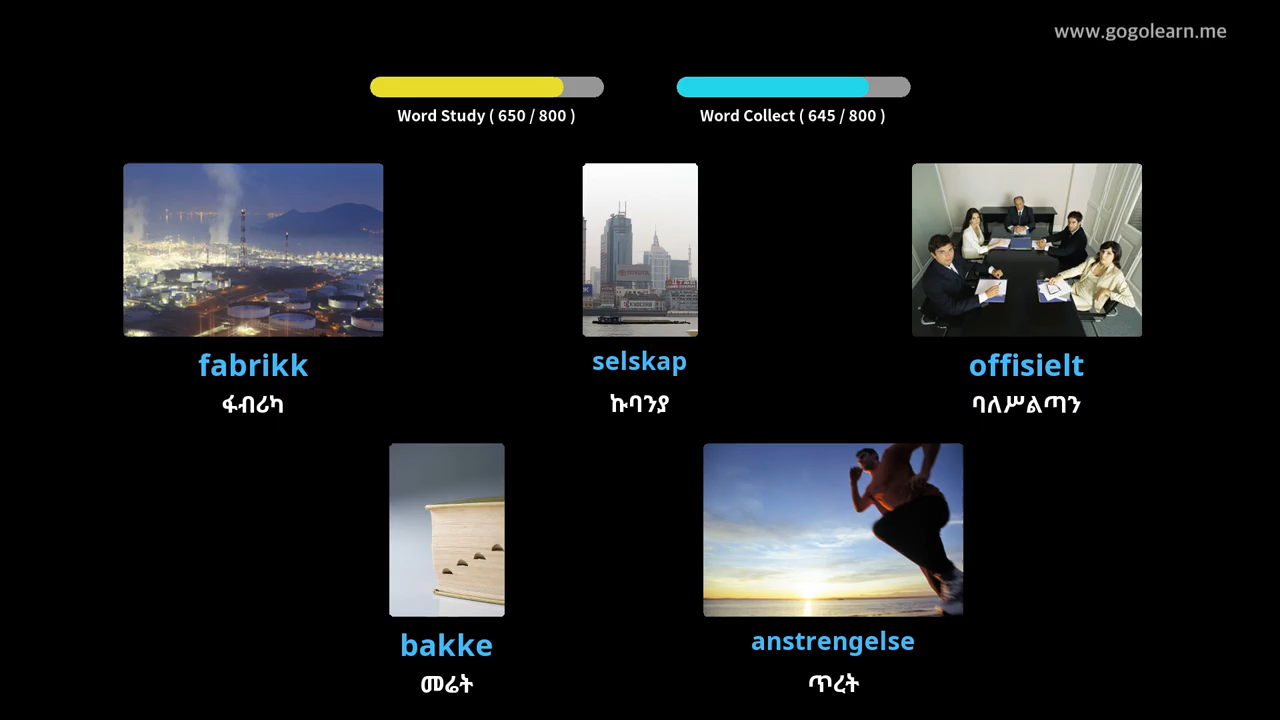 www.gogolearn.me
Word Study ( 650 / 800 )
Word Collect ( 645 / 800 )
TOYOTA
fabrikk
selskap
offisielt
ፋብሪካ
ኩባንያ
ባለሥልጣን
bakke
anstrengelse
መሬት
ጥረት